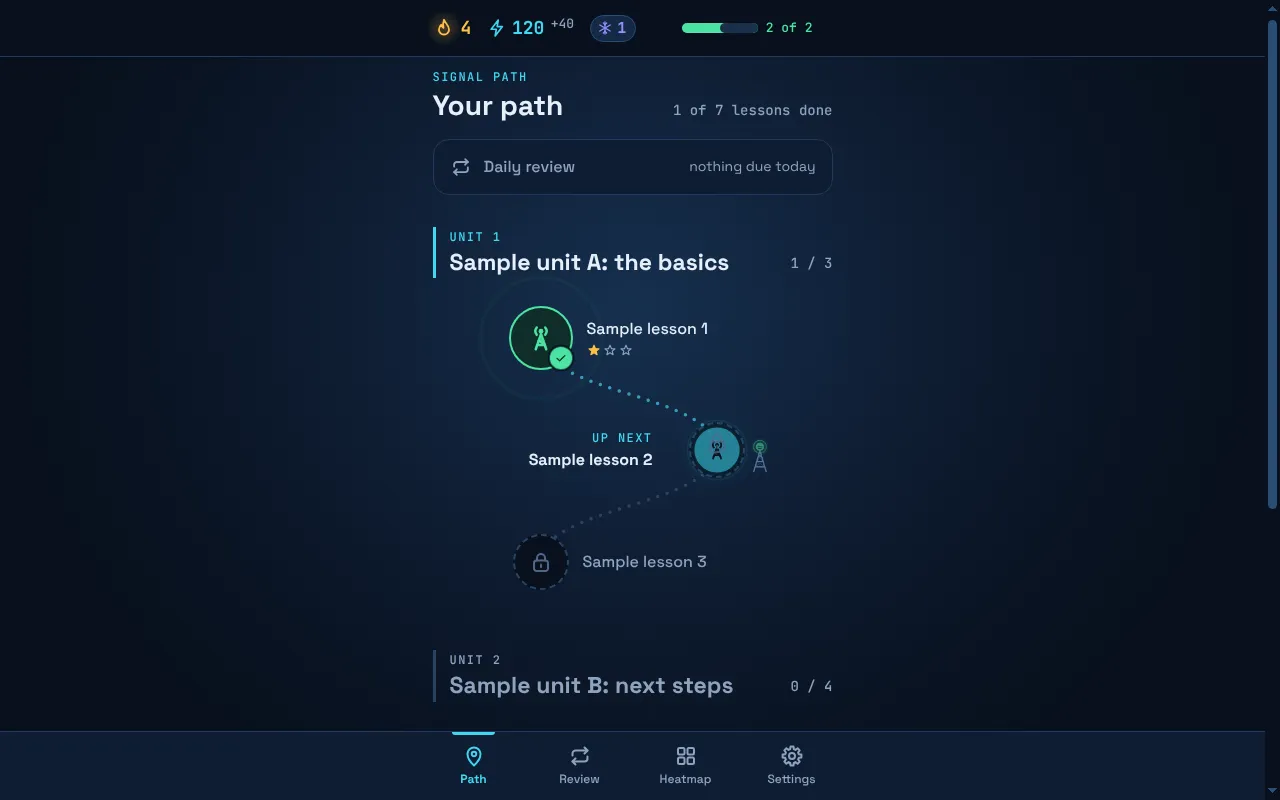 4 120 +40 1 2 of 2
SIGNAL PATH
Your path 1 of 7 lessons done
Daily review nothing due today
UNIT 1
Sample unit A: the basics 1 / 3
Sample lesson 1
UP NEXT
Sample lesson 2
Sample lesson 3
UNIT 2
Sample unit B: next steps 0 / 4
Path Review Heatmap Settings